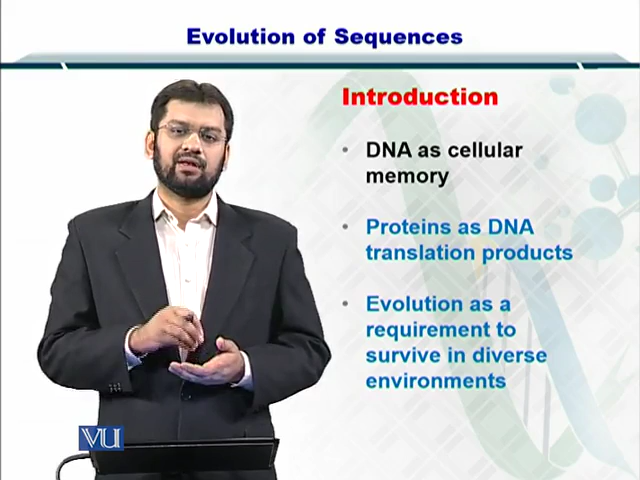 Evolution of Sequences
Introduction
• DNA as cellular
memory
• Proteins as DNA
translation products
• Evolution as a
requirement to
survive in diverse
environments
VU